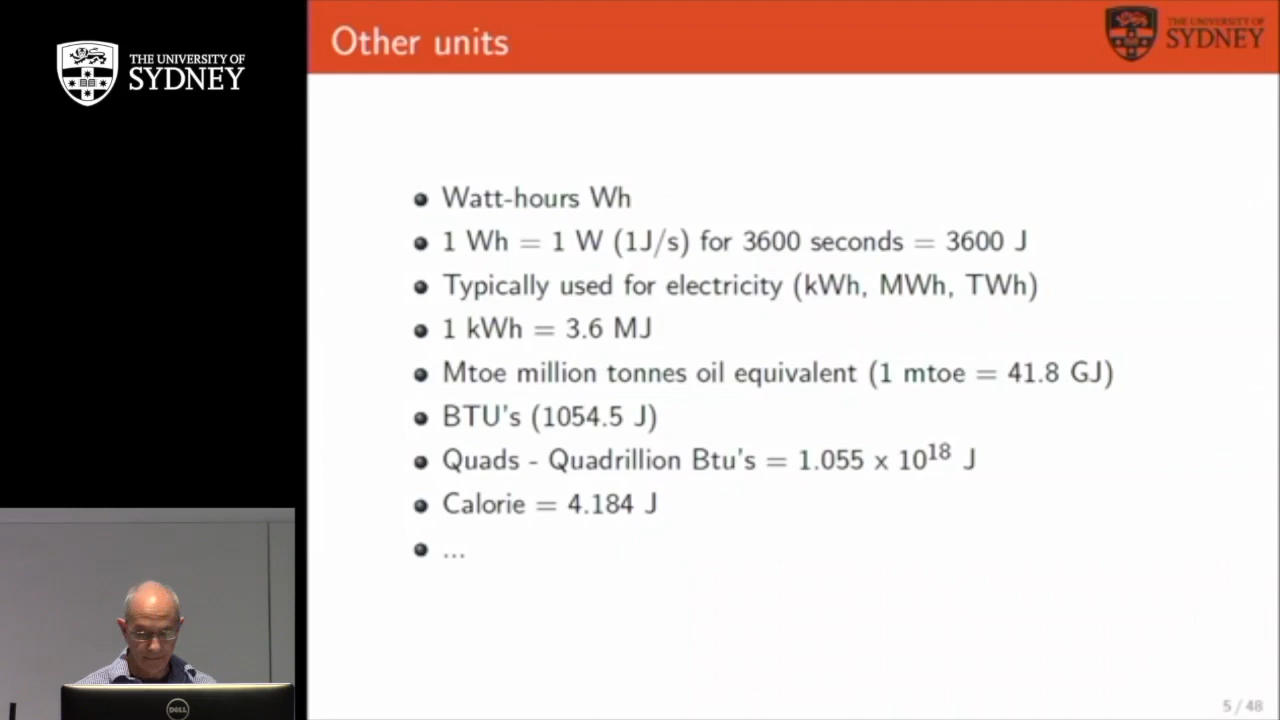 THE UNIVERSITY OF
SYDNEY
Other units
THE UNIVERSITY OF
SYDNEY
Watt-hours Wh
1 Wh = 1 W (1J/s) for 3600 seconds = 3600 J
Typically used for electricity (kWh, MWh, TWh)
1 kWh = 3.6 MJ
Mtoe million tonnes oil equivalent (1 mtoe = 41.8 GJ)
BTU's (1054.5 J)
Quads - Quadrillion Btu's = 1.055 x 10¹⁸ J
Calorie = 4.184 J
...
DELL
5 / 48